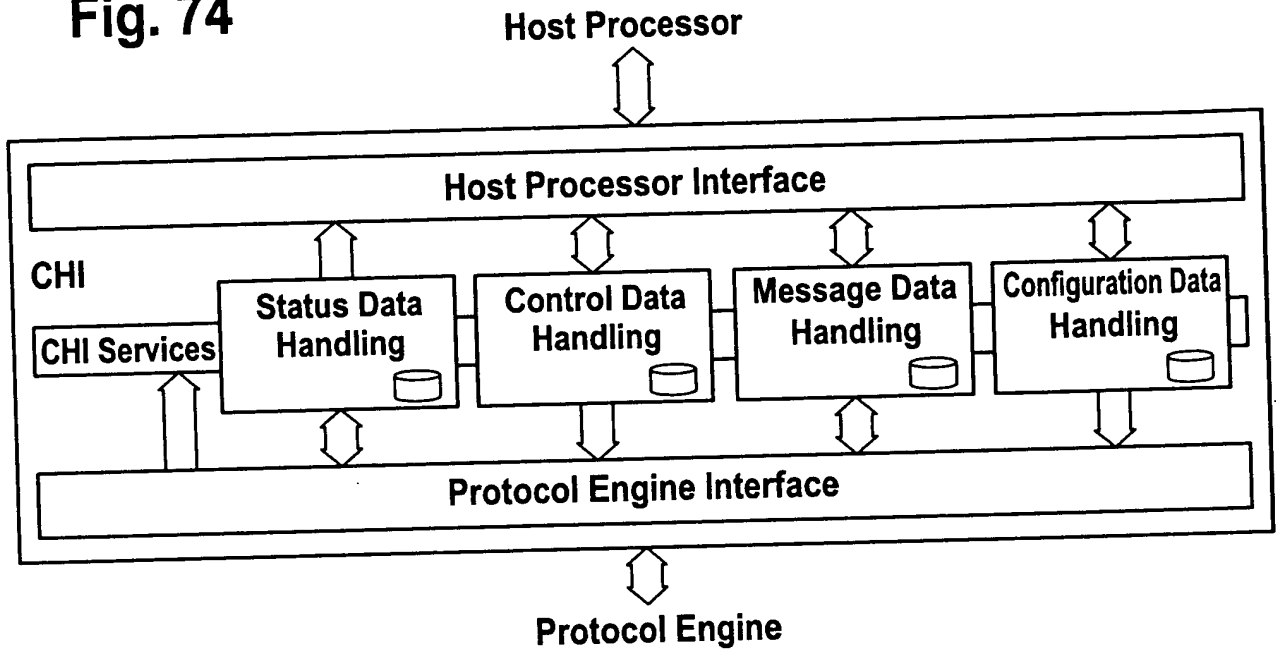 Fig. 74
Host Processor
Host Processor Interface
CHI
CHI Services
Status Data
Handling
Control Data
Handling
Message Data
Handling
Configuration Data
Handling
Protocol Engine Interface
Protocol Engine